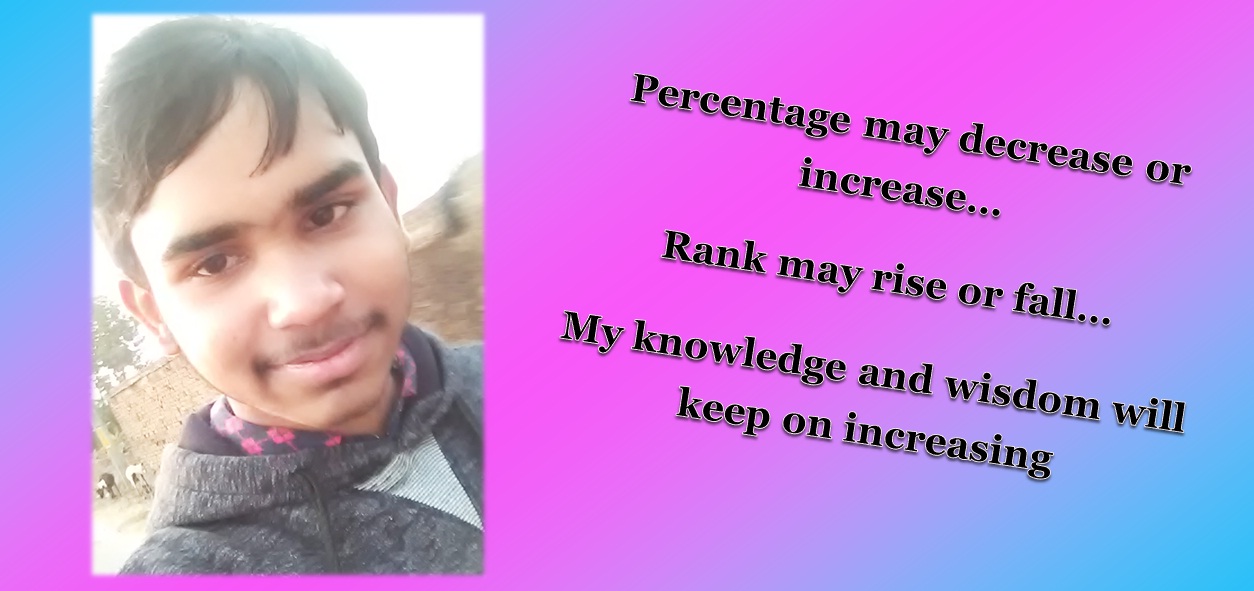 Percentage may decrease or
increase...
Rank may rise or fall...
My knowledge and wisdom will
keep on increasing